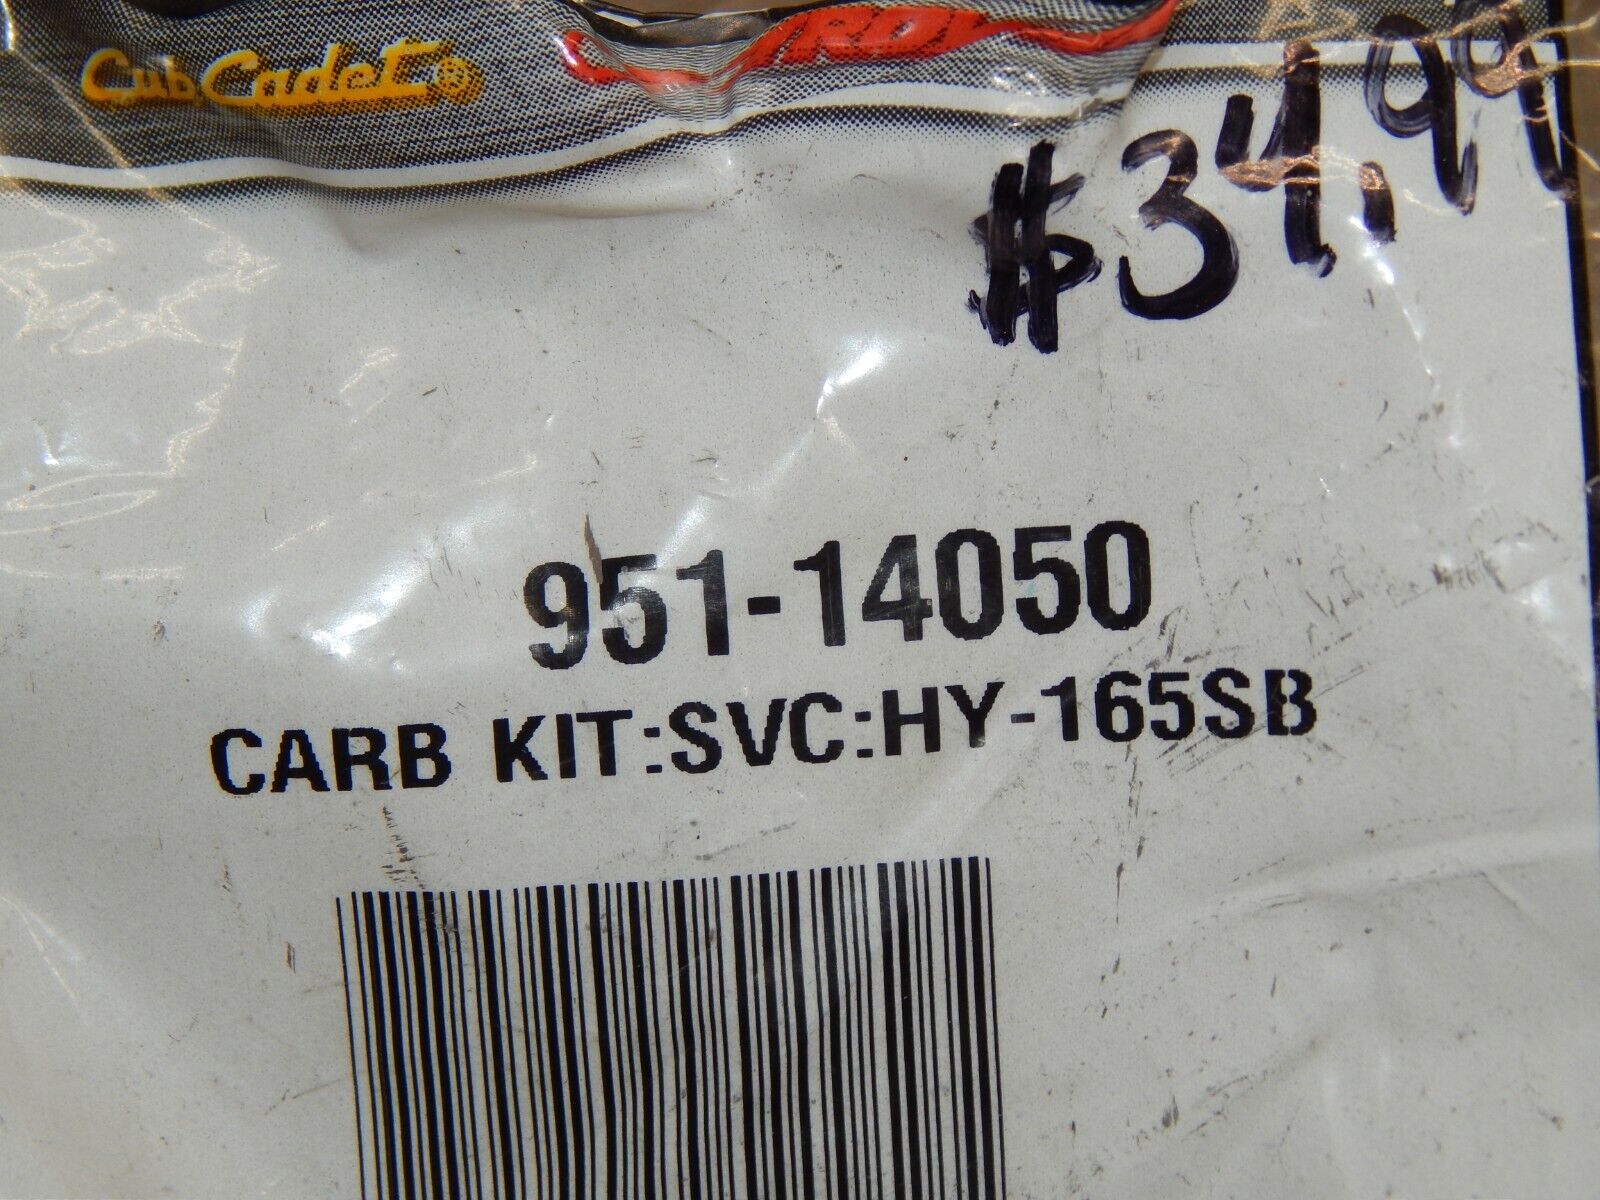 Cub Cadet®
$34.99
951-14050
CARB KIT:SVC:HY-165SB